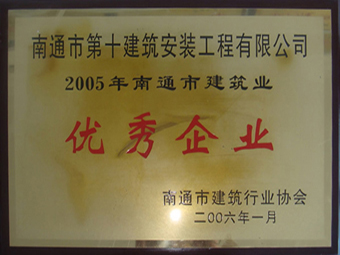 南通市第十建筑安装工程有限公司
2005年南通市建筑业
优秀企业
南通市建筑行业协会
二00六年一月